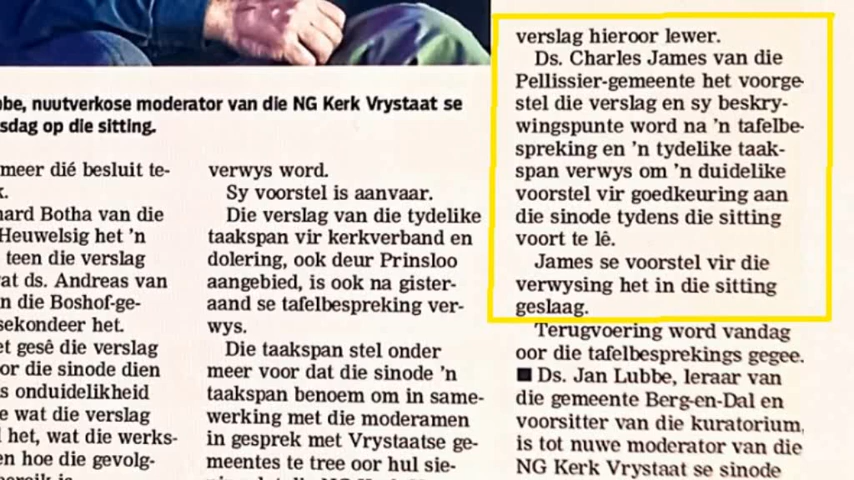 be, nuutverkose moderator van die NG Kerk Vrystaat se
sdag op die sitting.
meer dié besluit te-
k.
hard Botha van die
Heuwelsig het 'n
teen die verslag
at ds. Andreas van
n die Boshof-ge-
sekondeer het.
et gesê die verslag
or die sinode dien
s onduidelikheid
e wat die verslag
het, wat die werks-
en hoe die gevolg-
verwys word.
Sy voorstel is aanvaar.
Die verslag van die tydelike
taakspan vir kerkverband en
dolering, ook deur Prinsloo
aangebied, is ook na gister-
aand se tafelbespreking ver-
wys.
Die taakspan stel onder
meer voor dat die sinode 'n
taakspan benoem om in same-
werking met die moderamen
in gesprek met Vrystaatse ge-
meentes te tree oor hul sie-
verslag hieroor lewer.
Ds. Charles James van die
Pellissier-gemeente het voorge-
stel die verslag en sy beskry-
wingspunte word na 'n tafelbe-
spreking en 'n tydelike taak-
span verwys om 'n duidelike
voorstel vir goedkeuring aan
die sinode tydens die sitting
voort te lê.
James se voorstel vir die
verwysing het in die sitting
geslaag.
Terugvoering word vandag
oor die tafelbesprekings gegee.
■ Ds. Jan Lubbe, leraar van
die gemeente Berg-en-Dal en
voorsitter van die kuratorium,
is tot nuwe moderator van die
NG Kerk Vrystaat se sinode